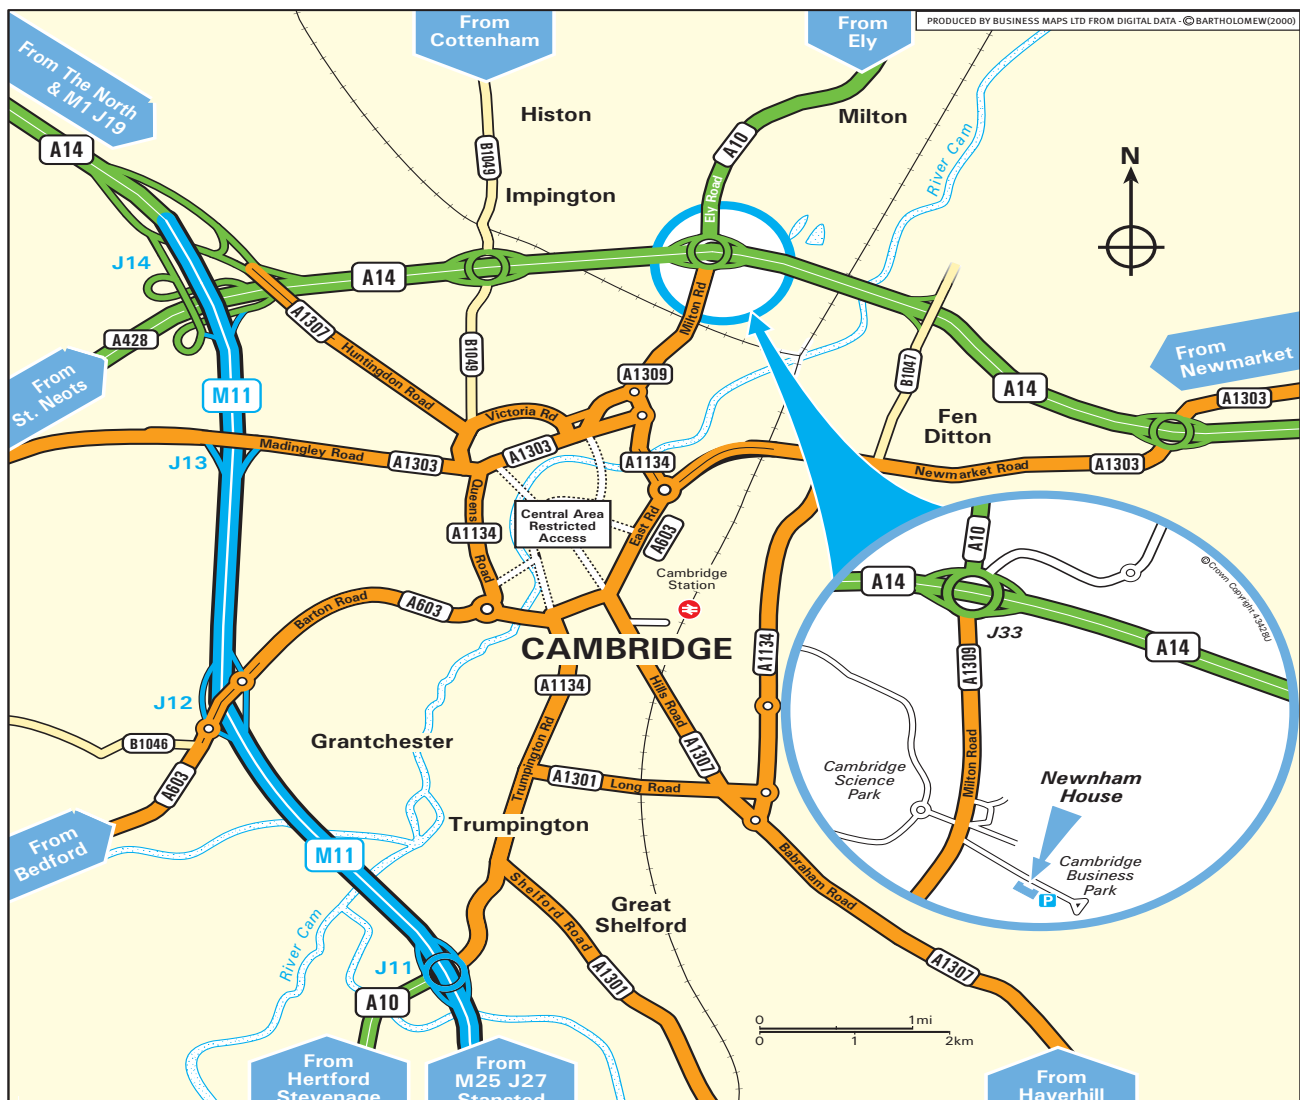 PRODUCED BY BUSINESS MAPS LTD FROM DIGITAL DATA - © BARTHOLOMEW(2000)
From
Cottenham
From
Ely
From The North
& M1 J19
Histon
Milton
A14
B1049
A10
River Cam
N
Impington
Ely Road
J14
A14
A1307
Milton Rd
A428
Huntingdon Road
B1049
From
St. Neots
From
Newmarket
M11
A1309
B1047
A14
A1303
Victoria Rd
Fen
Ditton
Madingley Road
A1303
A1303
A1134
J13
Newmarket Road
A1303
Queens
Road
A1134
Central Area
Restricted
Access
East Rd
A603
Cambridge
Station
A10
A14
© Crown Copyright 43428U
Barton Road
A603
J33
CAMBRIDGE
A1134
A1309
A14
J12
A1134
Hills Road
B1046
A603
Grantchester
Trumpington Rd
A1307
A1301
Long Road
Milton Road
Cambridge
Science
Park
Newnham
House
Trumpington
From
Bedford
M11
Shelford Road
Babraham Road
Cambridge
Business
Park
P
Great
Shelford
River Cam
J11
A10
A1301
A1307
0
1mi
0
1
2km
From
Hertford
Stevenage
From
M25 J27
Stansted
From
Haverhill